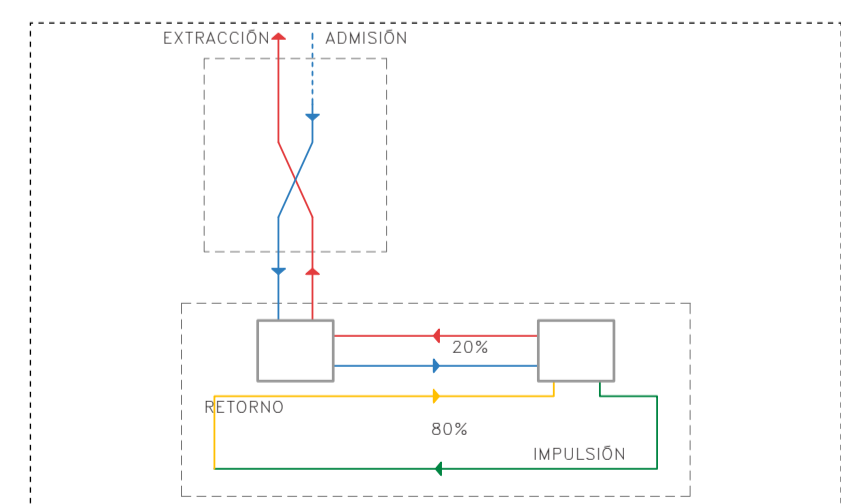 EXTRACCIÓN
ADMISIÓN
20%
RETORNO
80%
IMPULSIÓN